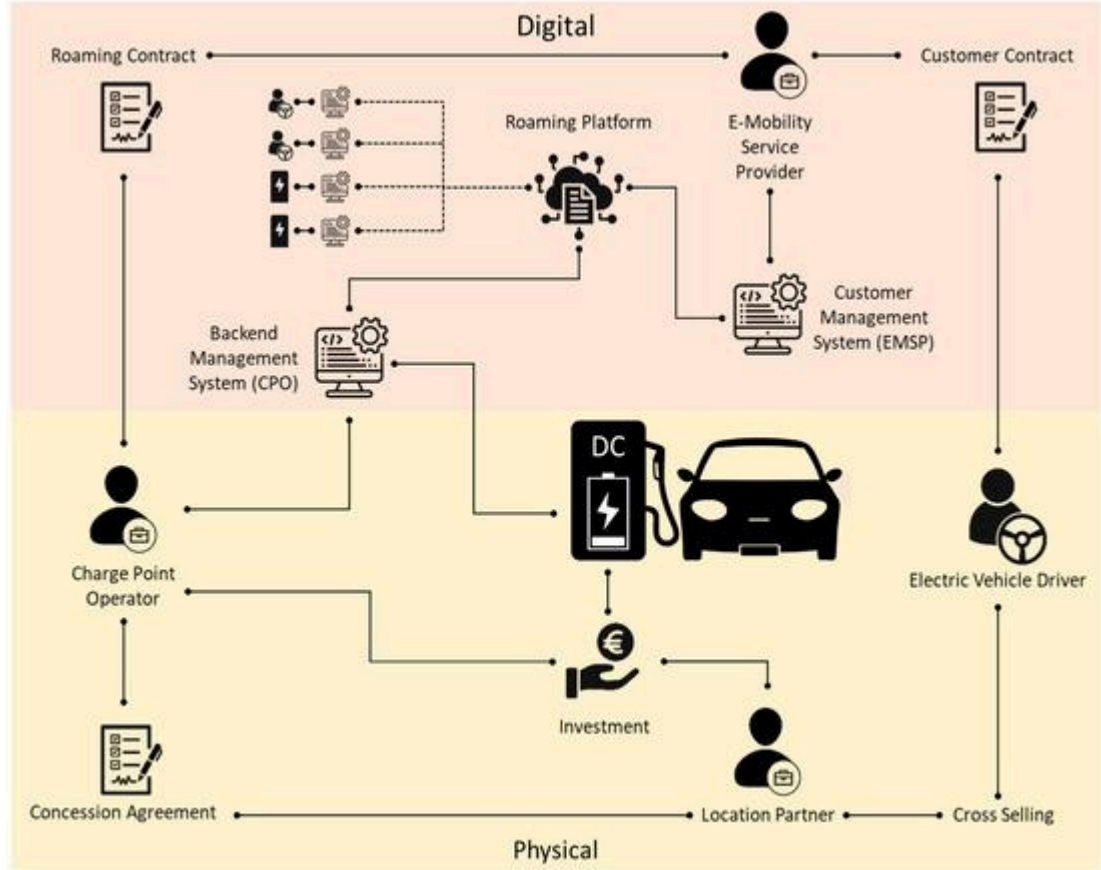 Digital
Roaming Contract
Customer Contract
Roaming Platform
E-Mobility
Service
Provider
</>
Customer
Management
System (EMSP)
Backend
Management
System (CPO)
</>
DC
Charge Point
Operator
Electric Vehicle Driver
€
Investment
Concession Agreement
Location Partner
Cross Selling
Physical